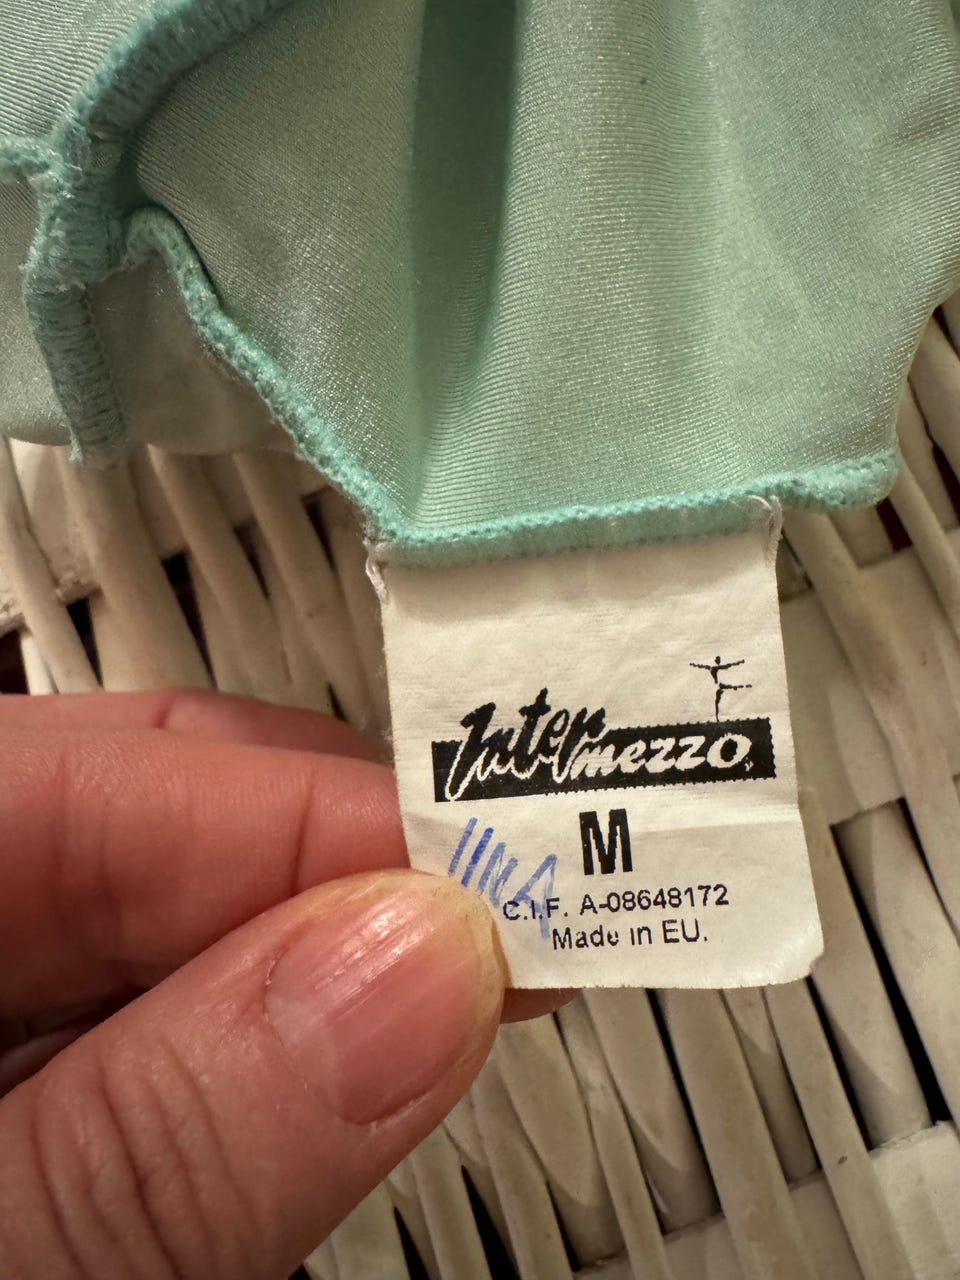 Intermezzo
M
C.I.F. A-08648172
Made in EU.